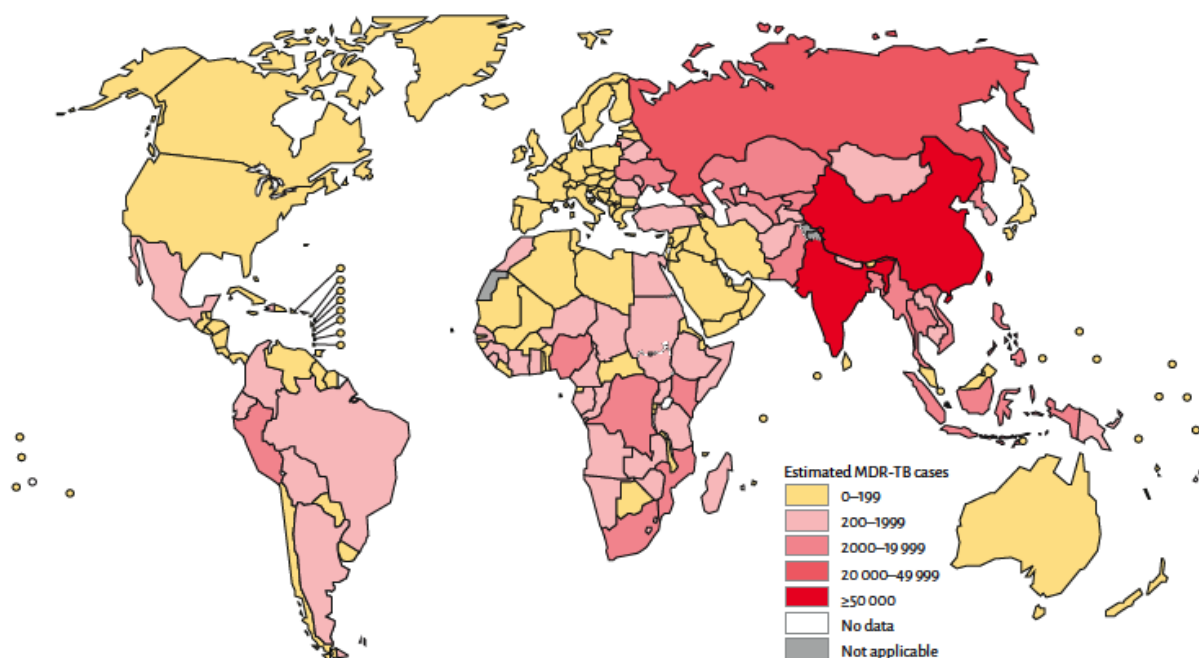 Estimated MDR-TB cases
0–199
200–1999
2000–19 999
20 000–49 999
≥50 000
No data
Not applicable